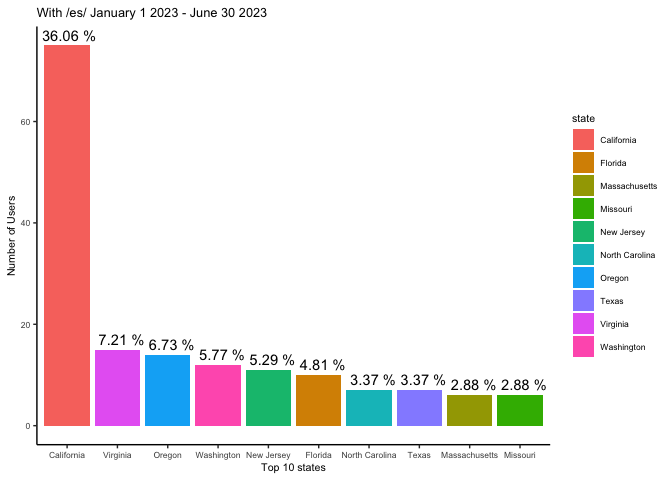 With /es/ January 1 2023 - June 30 2023
36.06 %
7.21 %
6.73 %
5.77 %
5.29 %
4.81 %
3.37 %
3.37 %
2.88 %
2.88 %
60
40
20
0
Number of Users
California
Virginia
Oregon
Washington
New Jersey
Florida
North Carolina
Texas
Massachusetts
Missouri
Top 10 states
state
California
Florida
Massachusetts
Missouri
New Jersey
North Carolina
Oregon
Texas
Virginia
Washington